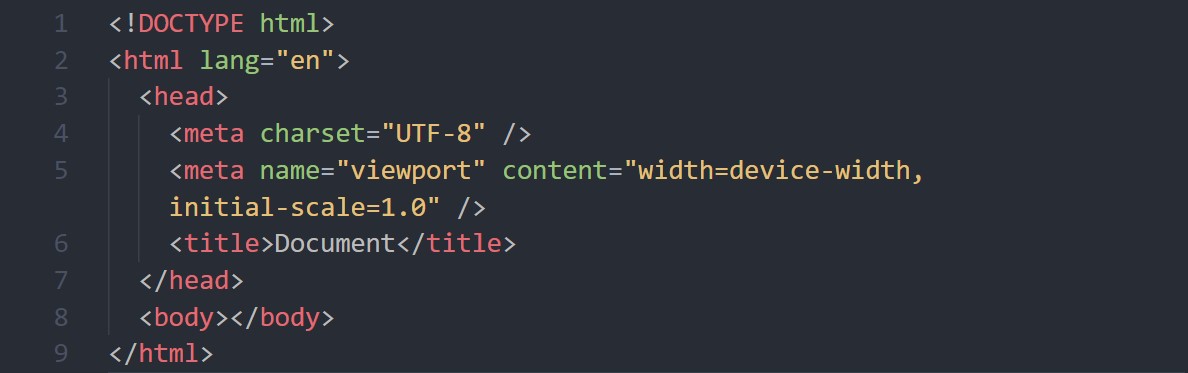 1 <!DOCTYPE html>
2 <html lang="en">
3   <head>
4     <meta charset="UTF-8" />
5     <meta name="viewport" content="width=device-width,
    initial-scale=1.0" />
6     <title>Document</title>
7   </head>
8   <body></body>
9 </html>